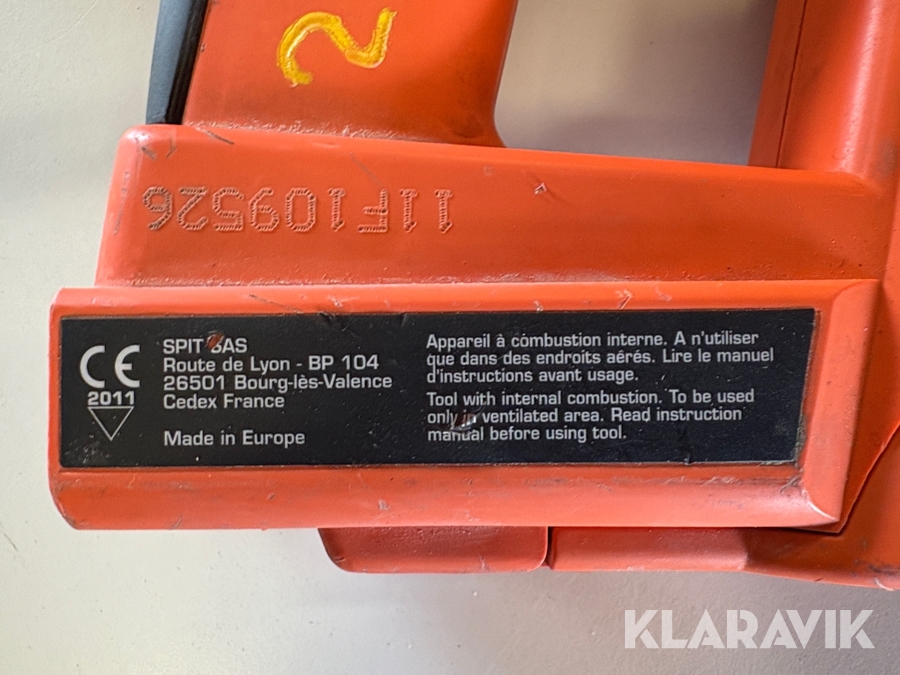 2
11F109526
CE
2011
SPIT SAS
Route de Lyon - BP 104
26501 Bourg-lès-Valence
Cedex France
Made in Europe
Appareil à combustion interne. A n'utiliser
que dans des endroits aérés. Lire le manuel
d'instructions avant usage.
Tool with internal combustion. To be used
only in ventilated area. Read instruction
manual before using tool.
KLARAVIK